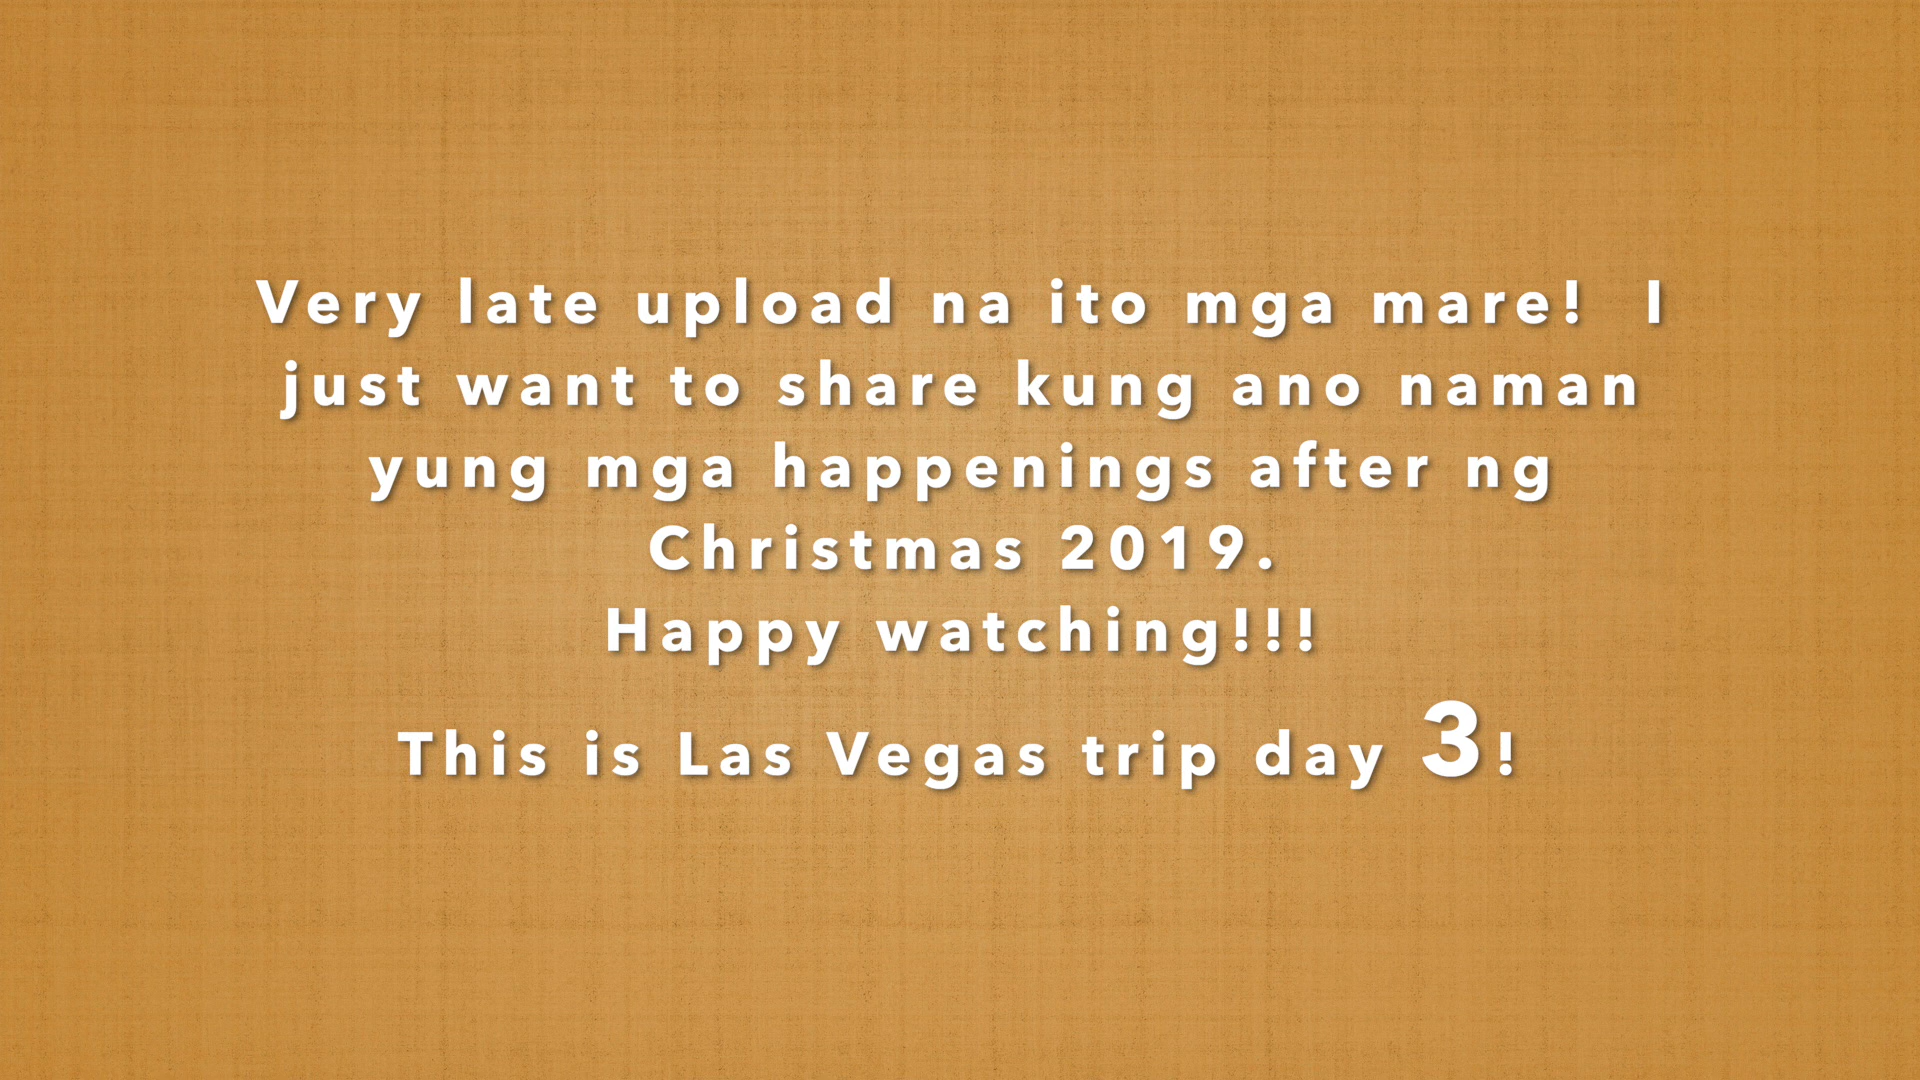 Very late upload na ito mga mare!  I
just want to share kung ano naman
yung mga happenings after ng
Christmas 2019.
Happy watching!!!
This is Las Vegas trip day 3!